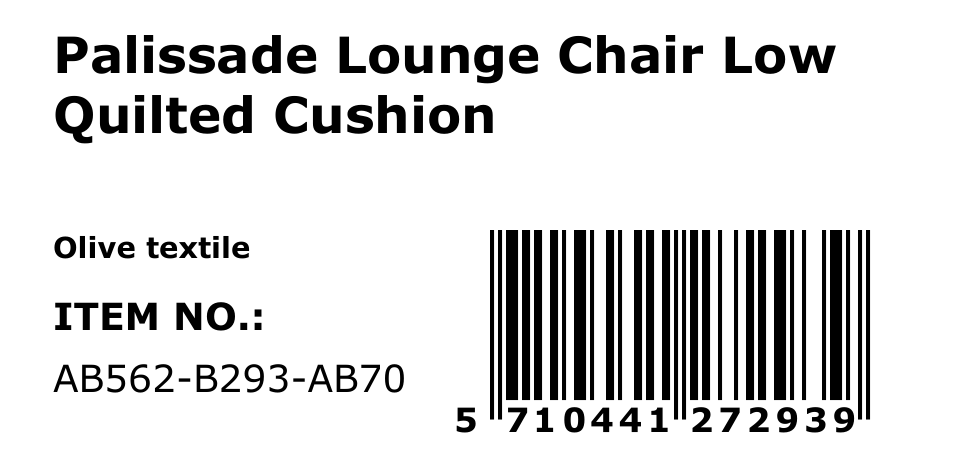 Palissade Lounge Chair Low
Quilted Cushion
Olive textile
ITEM NO.:
AB562-B293-AB70
5 710441 272939